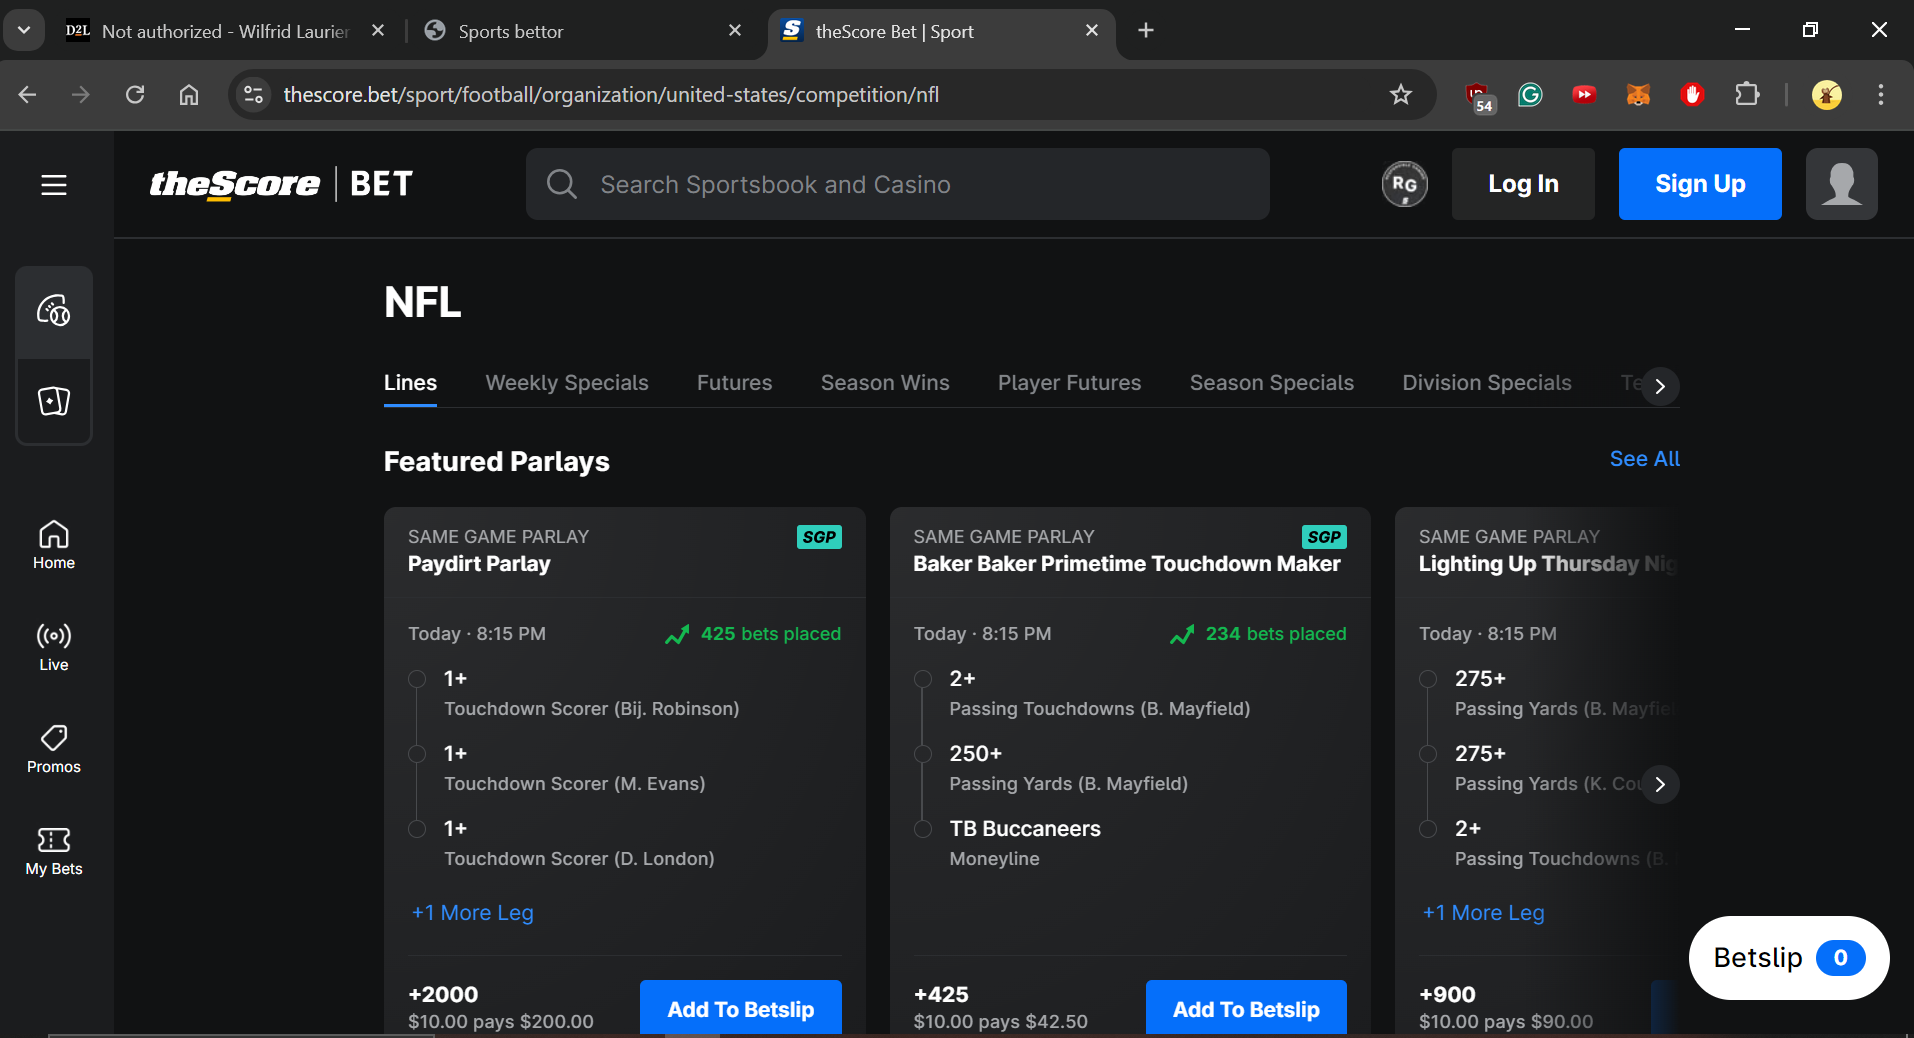 D2L Not authorized - Wilfrid Laurier
Sports bettor
theScore Bet | Sport
thescore.bet/sport/football/organization/united-states/competition/nfl
54
theScore BET
Search Sportsbook and Casino
RG
Log In
Sign Up
Home
Live
Promos
My Bets
NFL
Lines
Weekly Specials
Futures
Season Wins
Player Futures
Season Specials
Division Specials
Te
Featured Parlays
See All
SAME GAME PARLAY
SGP
Paydirt Parlay
Today · 8:15 PM
425 bets placed
1+
Touchdown Scorer (Bij. Robinson)
1+
Touchdown Scorer (M. Evans)
1+
Touchdown Scorer (D. London)
+1 More Leg
+2000
$10.00 pays $200.00
Add To Betslip
SAME GAME PARLAY
SGP
Baker Baker Primetime Touchdown Maker
Today · 8:15 PM
234 bets placed
2+
Passing Touchdowns (B. Mayfield)
250+
Passing Yards (B. Mayfield)
TB Buccaneers
Moneyline
+425
$10.00 pays $42.50
Add To Betslip
SAME GAME PARLAY
Lighting Up Thursday Nig
Today · 8:15 PM
275+
Passing Yards (B. Mayfiel
275+
Passing Yards (K. Cou
2+
Passing Touchdowns (B.
+1 More Leg
+900
$10.00 pays $90.00
Betslip 0